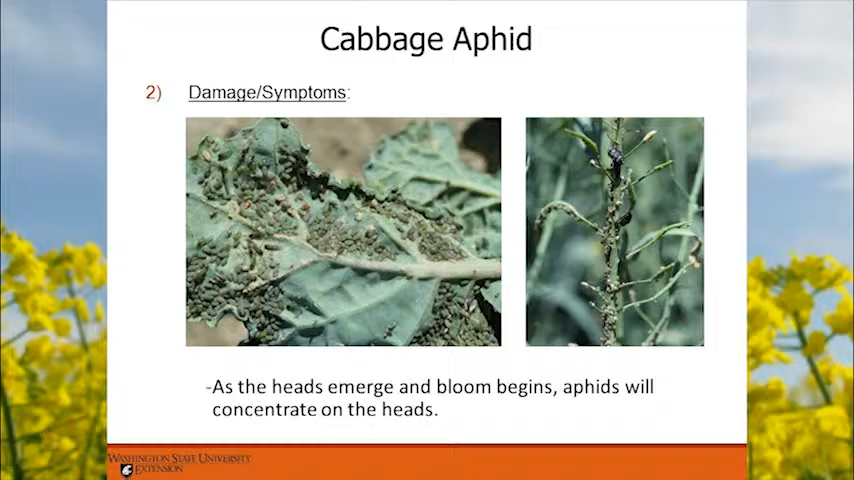 Cabbage Aphid
2) Damage/Symptoms:
-As the heads emerge and bloom begins, aphids will
concentrate on the heads.
WASHINGTON STATE UNIVERSITY
EXTENSION